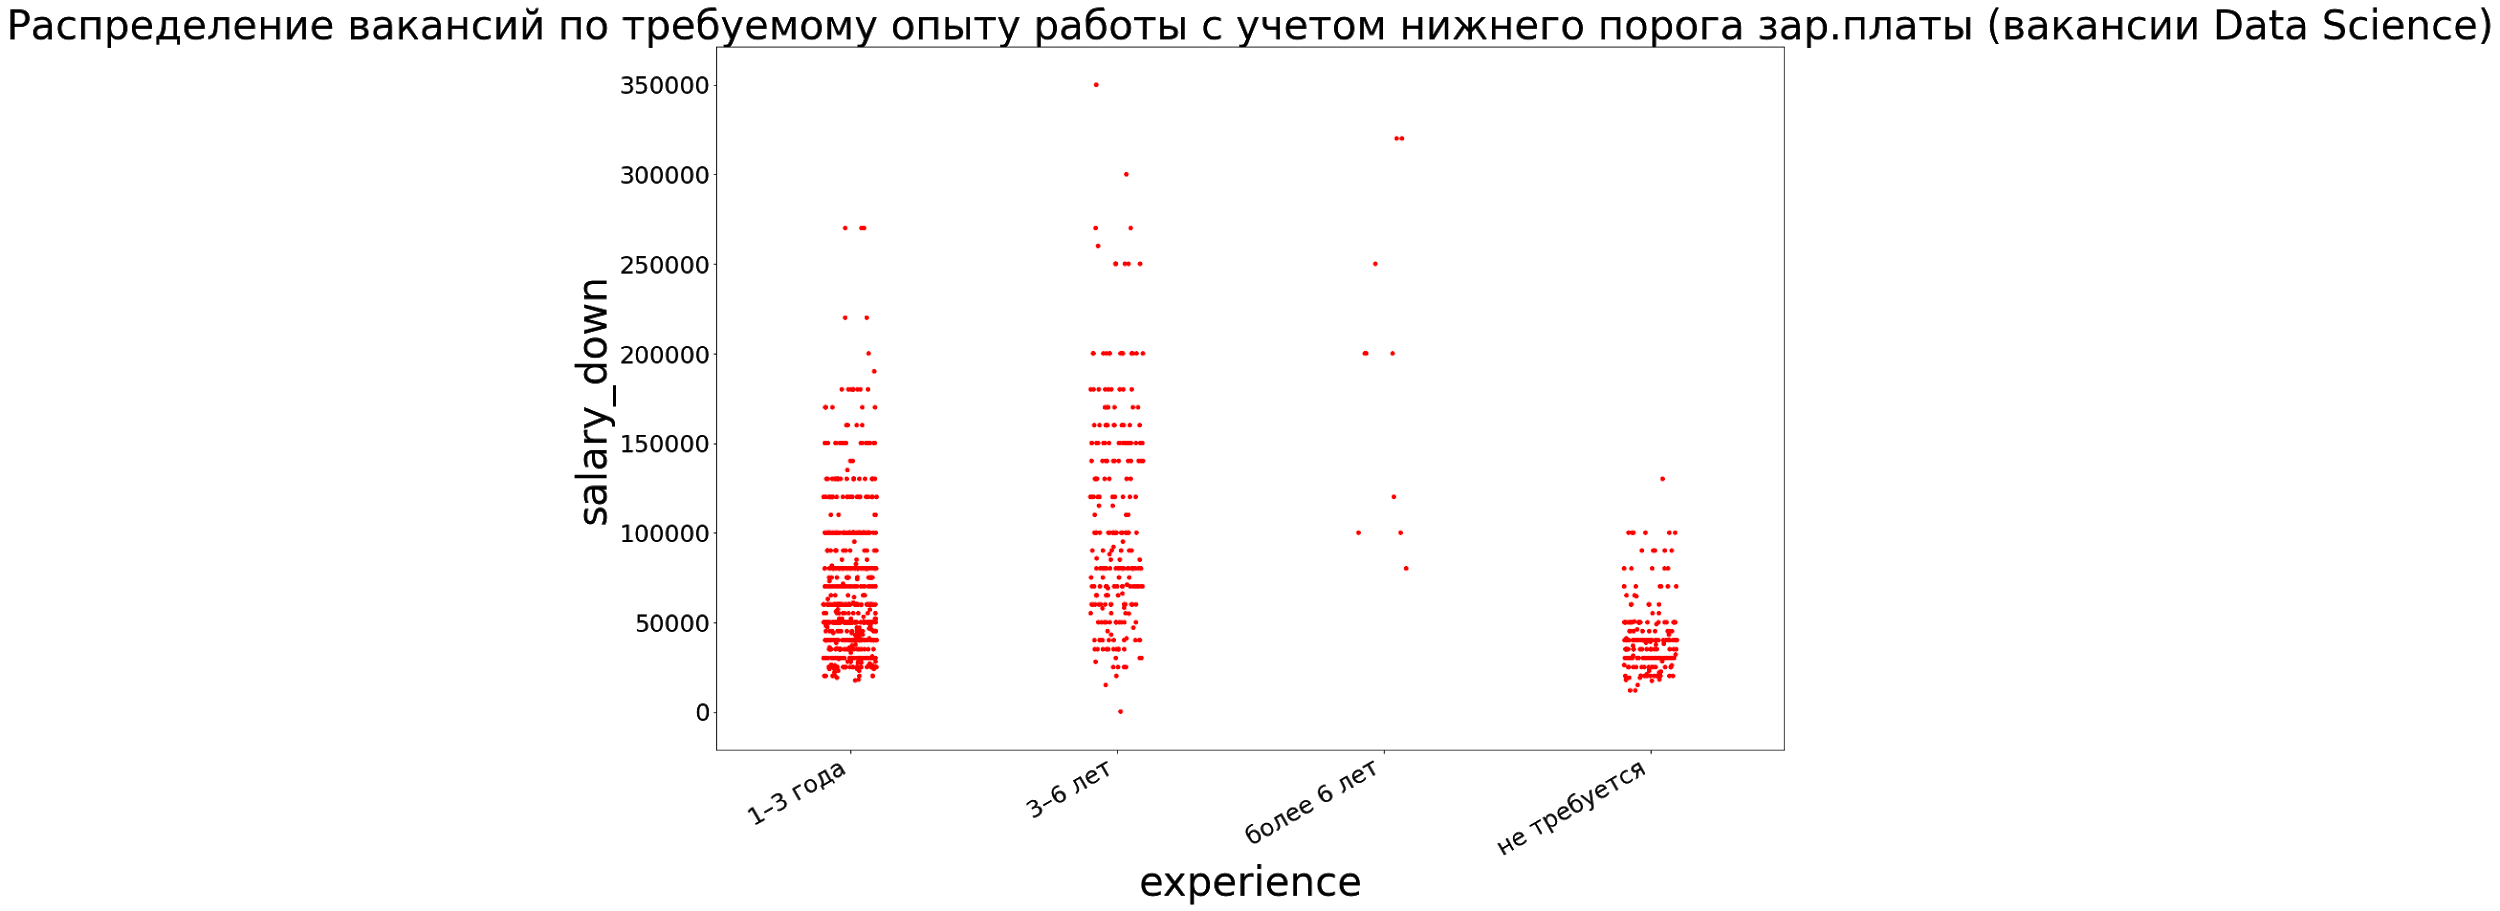 Распределение вакансий по требуемому опыту работы с учетом нижнего порога зар.платы (вакансии Data Science)
350000
300000
250000
200000
150000
100000
50000
0
salary_down
1–3 года
3–6 лет
более 6 лет
не требуется
experience